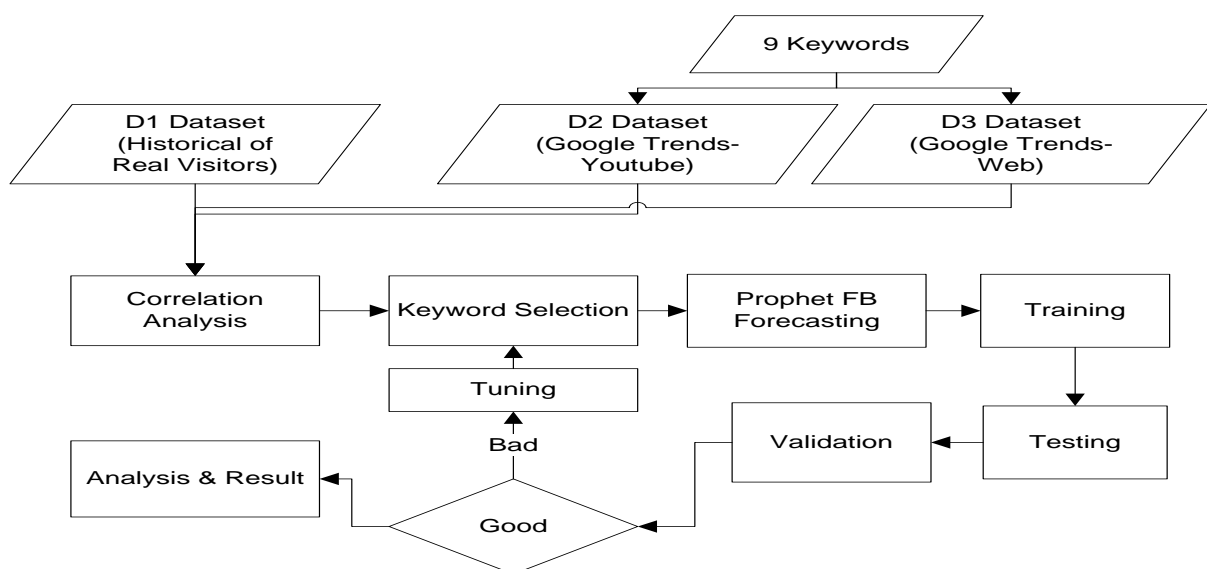 9 Keywords
D1 Dataset
(Historical of
Real Visitors)
D2 Dataset
(Google Trends-
Youtube)
D3 Dataset
(Google Trends-
Web)
Correlation
Analysis
Keyword Selection
Prophet FB
Forecasting
Training
Tuning
Bad
Analysis & Result
Good
Validation
Testing